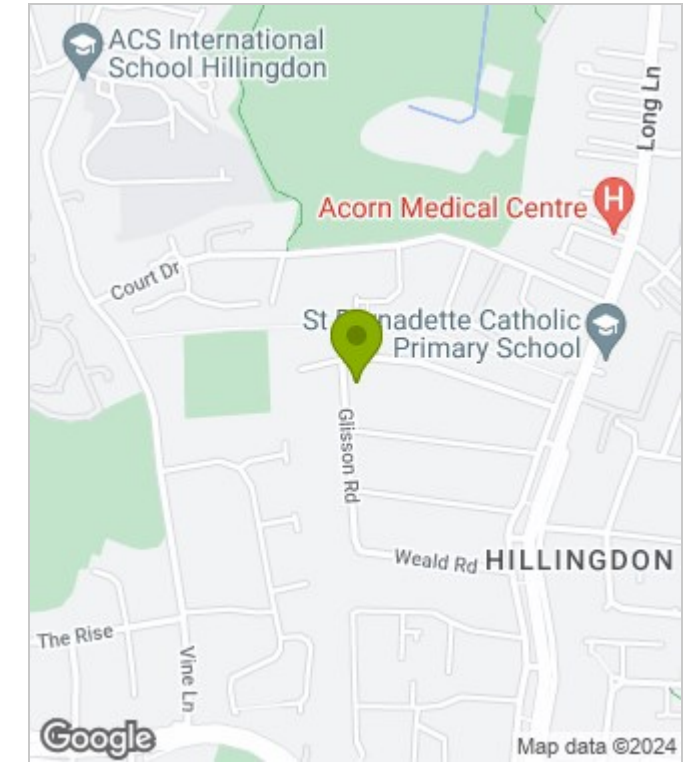 ACS International
School Hillingdon
Long Ln
Acorn Medical Centre
H
Court Dr
St B nadette Catholic
Primary School
Glisson Rd
Weald Rd
HILLINGDON
The Rise
Vine Ln
Google
Map data ©2024